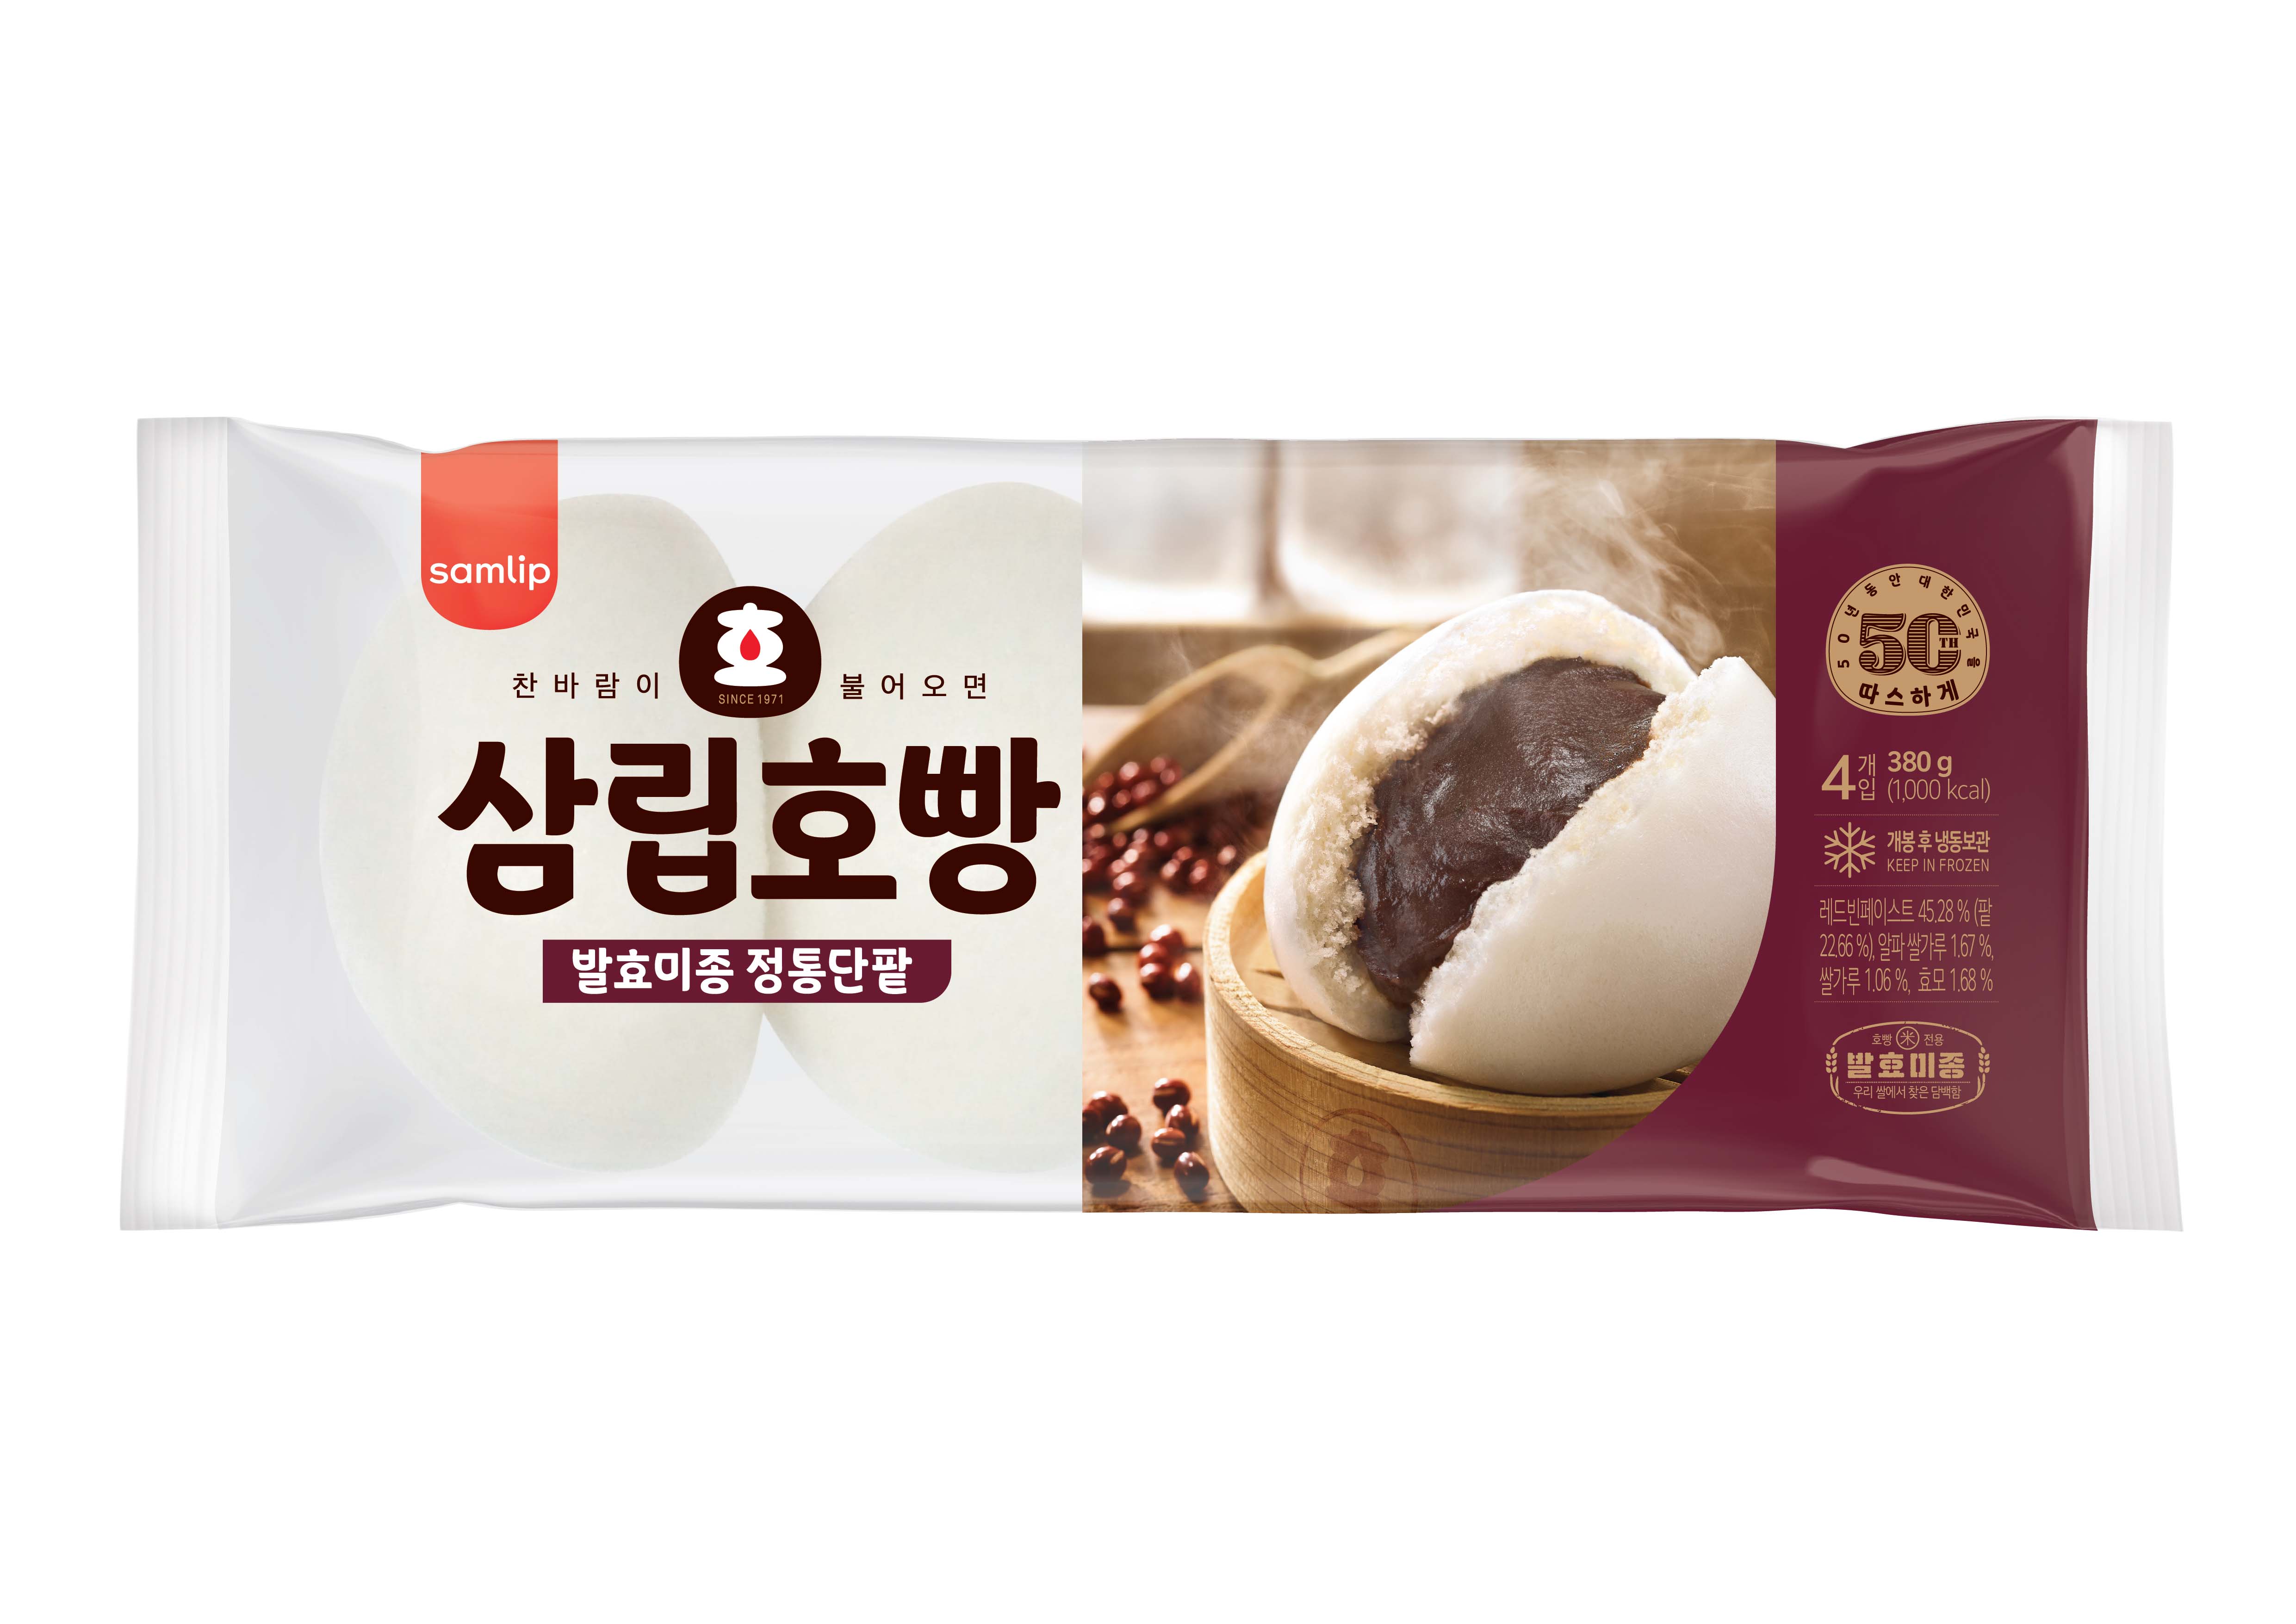 samlip
호
SINCE 1971
찬바람이 불어오면
삼립호빵
발효미종 정통단팥
50년 동안 대한민국을
50TH
따스하게
4개입 380 g
(1,000 kcal)
개봉 후 냉동보관
KEEP IN FROZEN
레드빈페이스트 45.28 % (팥
22.66 %), 알파 쌀가루 1.67 %,
쌀가루 1.06 %, 효모 1.68 %
호빵 米 전용
발효미종
우리 쌀에서 찾은 담백함